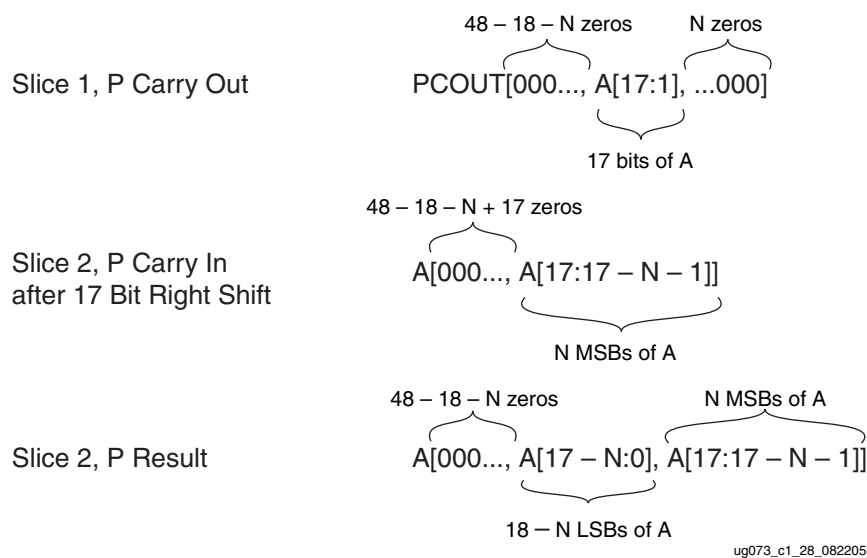 48 – 18 – N zeros
N zeros
Slice 1, P Carry Out
PCOUT[000..., A[17:1], ...000]
17 bits of A
48 – 18 – N + 17 zeros
Slice 2, P Carry In
after 17 Bit Right Shift
A[000..., A[17:17 – N – 1]]
N MSBs of A
48 – 18 – N zeros
N MSBs of A
Slice 2, P Result
A[000..., A[17 – N:0], A[17:17 – N – 1]]
18 – N LSBs of A
ug073_c1_28_082205